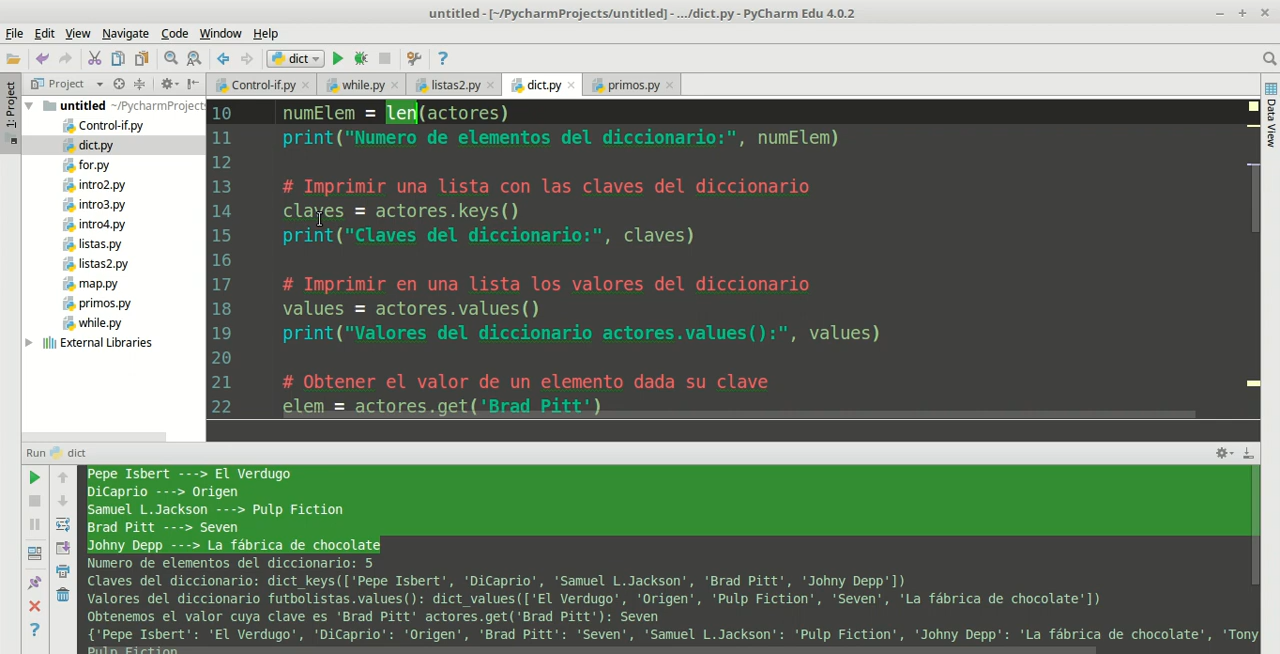 untitled - [~/PycharmProjects/untitled] - .../dict.py - PyCharm Edu 4.0.2
File Edit View Navigate Code Window Help
dict
1: Project
Project
Control-if.py while.py listas2.py dict.py primos.py
Data View
untitled ~/PycharmProjects
Control-if.py
dict.py
for.py
intro2.py
intro3.py
intro4.py
listas.py
listas2.py
map.py
primos.py
while.py
External Libraries
10 numElem = len(actores)
11 print("Numero de elementos del diccionario:", numElem)
12
13 # Imprimir una lista con las claves del diccionario
14 claves = actores.keys()
15 print("Claves del diccionario:", claves)
16
17 # Imprimir en una lista los valores del diccionario
18 values = actores.values()
19 print("Valores del diccionario actores.values():", values)
20
21 # Obtener el valor de un elemento dada su clave
22 elem = actores.get('Brad Pitt')
Run dict
Pepe Isbert ---> El Verdugo
DiCaprio ---> Origen
Samuel L.Jackson ---> Pulp Fiction
Brad Pitt ---> Seven
Johny Depp ---> La fábrica de chocolate
Numero de elementos del diccionario: 5
Claves del diccionario: dict_keys(['Pepe Isbert', 'DiCaprio', 'Samuel L.Jackson', 'Brad Pitt', 'Johny Depp'])
Valores del diccionario futbolistas.values(): dict_values(['El Verdugo', 'Origen', 'Pulp Fiction', 'Seven', 'La fábrica de chocolate'])
Obtenemos el valor cuya clave es 'Brad Pitt' actores.get('Brad Pitt'): Seven
{'Pepe Isbert': 'El Verdugo', 'DiCaprio': 'Origen', 'Brad Pitt': 'Seven', 'Samuel L.Jackson': 'Pulp Fiction', 'Johny Depp': 'La fábrica de chocolate', 'Tony
Pulp Fiction